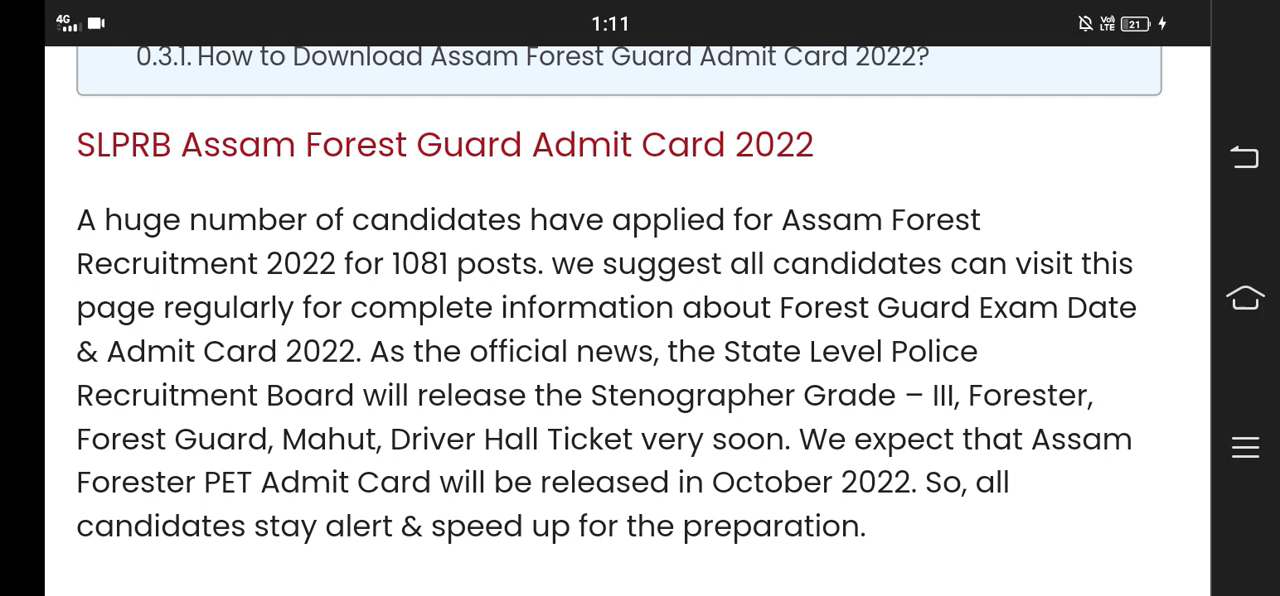 4G 1:11 Vo) LTE 21
0.3.1. How to Download Assam Forest Guard Admit Card 2022?
SLPRB Assam Forest Guard Admit Card 2022
A huge number of candidates have applied for Assam Forest
Recruitment 2022 for 1081 posts. we suggest all candidates can visit this
page regularly for complete information about Forest Guard Exam Date
& Admit Card 2022. As the official news, the State Level Police
Recruitment Board will release the Stenographer Grade – III, Forester,
Forest Guard, Mahut, Driver Hall Ticket very soon. We expect that Assam
Forester PET Admit Card will be released in October 2022. So, all
candidates stay alert & speed up for the preparation.